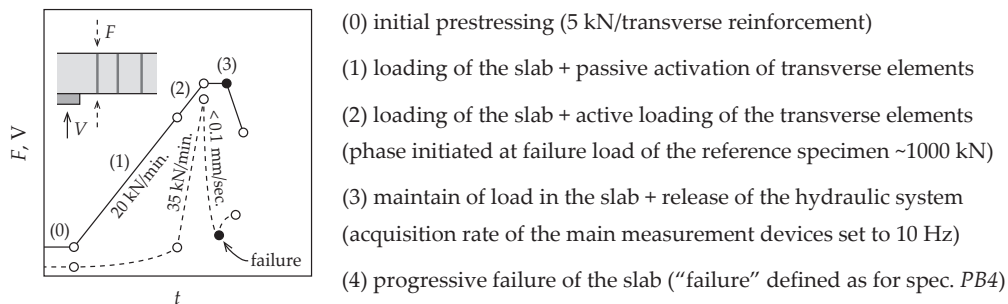 F
V
F, V
(0)
(1)
(2)
(3)
20 kN/min.
35 kN/min.
< 0.1 mm/sec.
failure
t
(0) initial prestressing (5 kN/transverse reinforcement)
(1) loading of the slab + passive activation of transverse elements
(2) loading of the slab + active loading of the transverse elements
(phase initiated at failure load of the reference specimen ~1000 kN)
(3) maintain of load in the slab + release of the hydraulic system
(acquisition rate of the main measurement devices set to 10 Hz)
(4) progressive failure of the slab (“failure” defined as for spec. PB4)